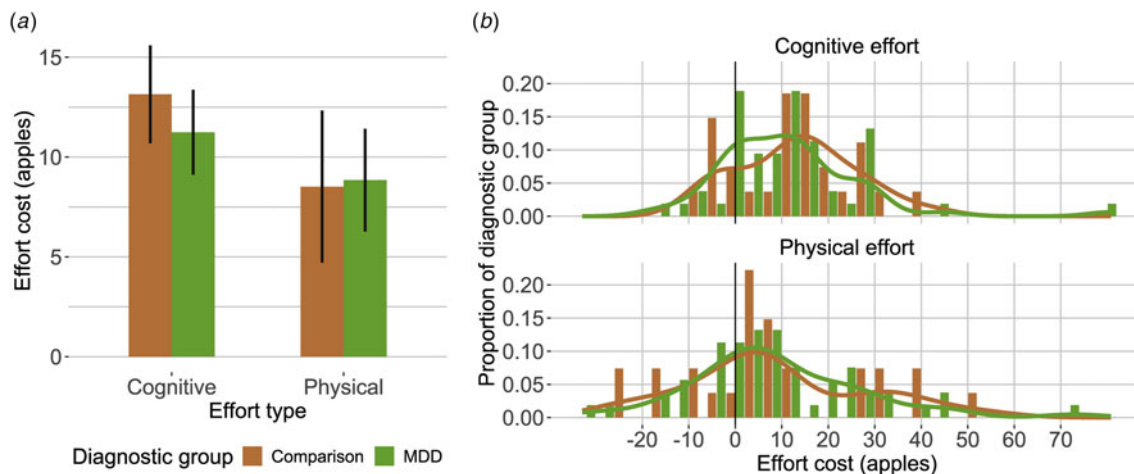 (a)
15
10
5
0
Effort cost (apples)
Cognitive
Physical
Effort type
Diagnostic group
Comparison
MDD
(b)
Cognitive effort
0.20
0.15
0.10
0.05
0.00
Proportion of diagnostic group
Physical effort
0.20
0.15
0.10
0.05
0.00
-20 -10 0 10 20 30 40 50 60 70
Effort cost (apples)